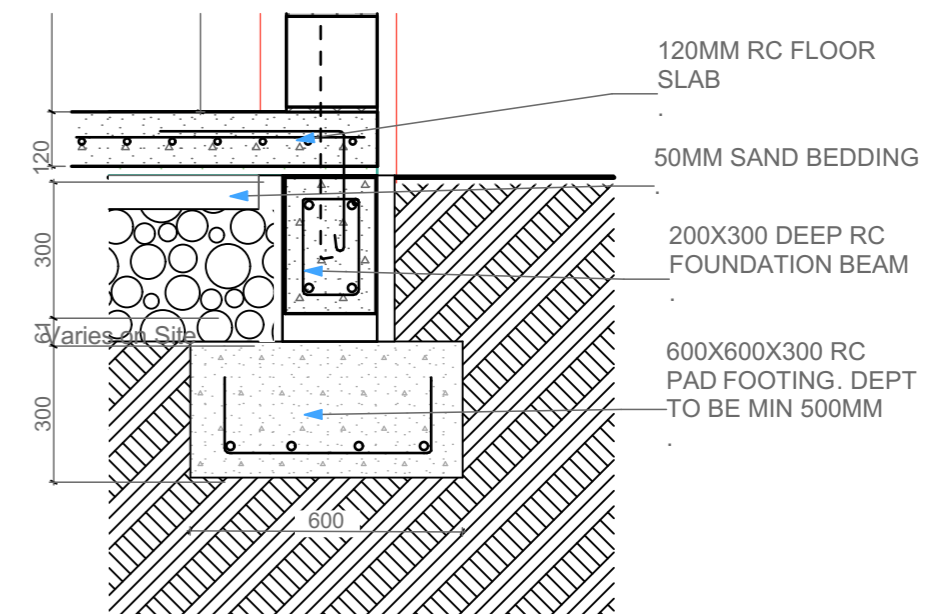 120MM RC FLOOR
SLAB
.
50MM SAND BEDDING
.
200X300 DEEP RC
FOUNDATION BEAM
.
600X600X300 RC
PAD FOOTING. DEPT
TO BE MIN 500MM
.
120
300
61
Varies on Site
300
600